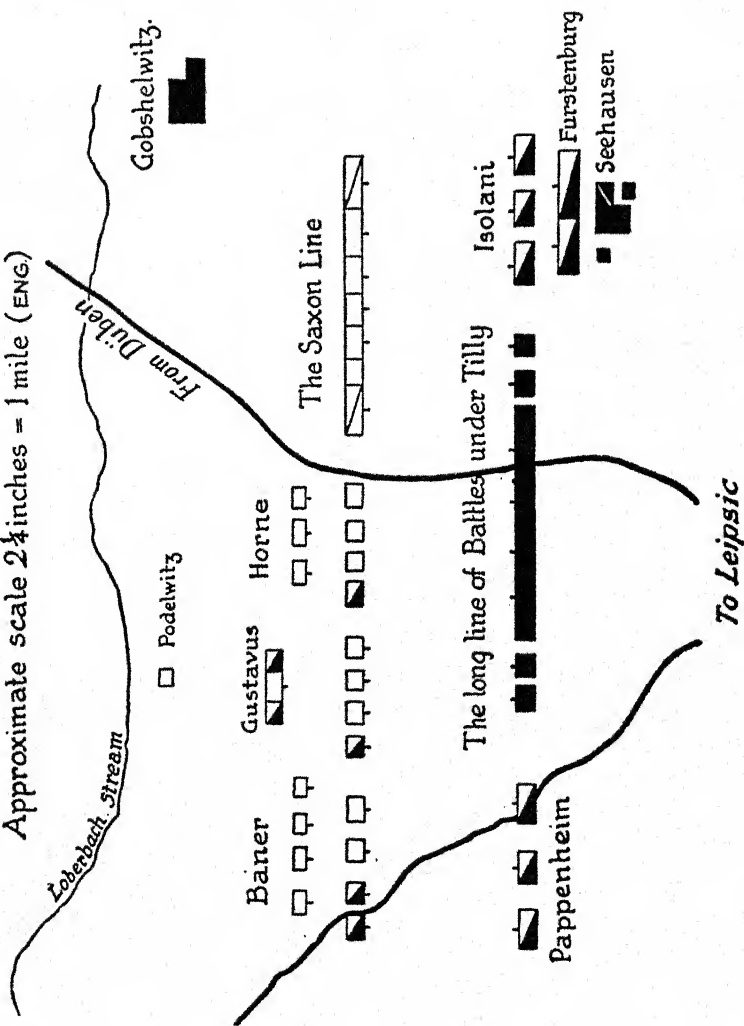 Approximate scale 2¼ inches = 1 mile (ENG.)
Loberbach Stream
Podelwitz
From Düben
Gobshelwitz.
Baner
Gustavus
Horne
The Saxon Line
Pappenheim
The long line of Battles under Tilly
Isolani
Furstenburg
Seehausen
To Leipsic